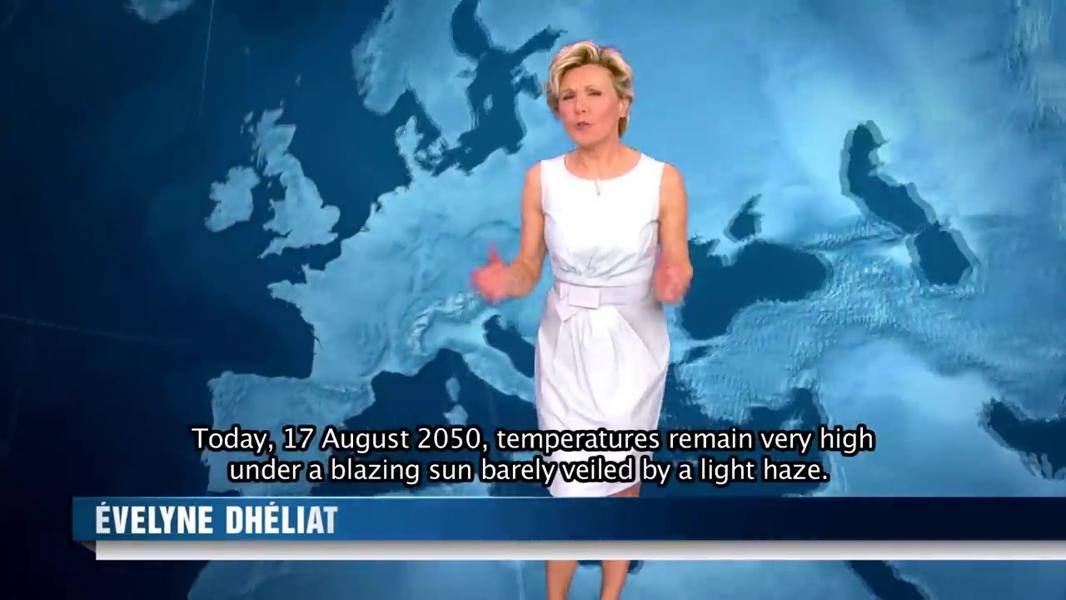 Today, 17 August 2050, temperatures remain very high
under a blazing sun barely veiled by a light haze.
ÉVELYNE DHÉLIAT